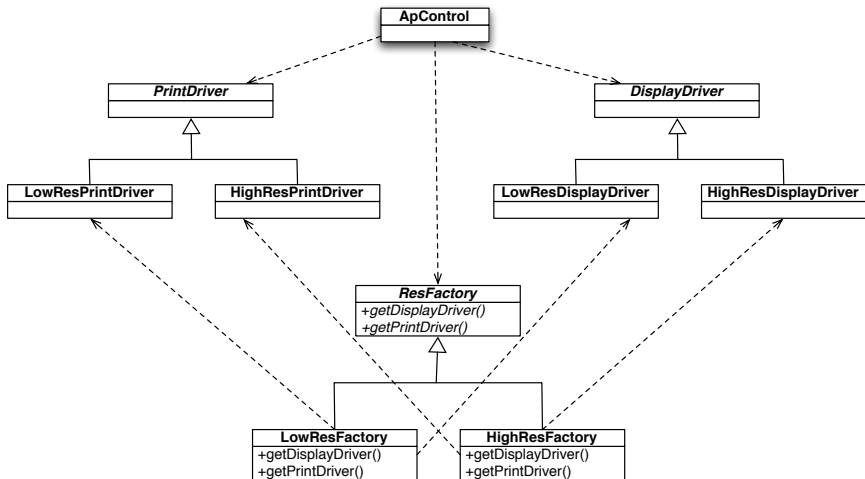 ApControl
PrintDriver
DisplayDriver
LowResPrintDriver
HighResPrintDriver
LowResDisplayDriver
HighResDisplayDriver
ResFactory
+getDisplayDriver()
+getPrintDriver()
LowResFactory
+getDisplayDriver()
+getPrintDriver()
HighResFactory
+getDisplayDriver()
+getPrintDriver()